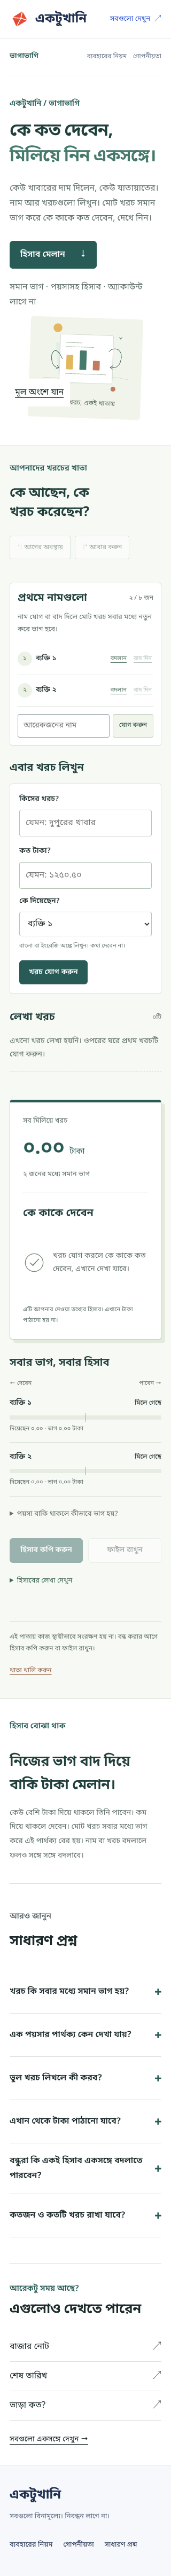 একটুখানি
সবগুলো দেখুন ↗
ভাগাভাগি
ব্যবহারের নিয়ম গোপনীয়তা
একটুখানি / ভাগাভাগি
কে কত দেবেন,
মিলিয়ে নিন একসঙ্গে।
কেউ খাবারের দাম দিলেন, কেউ যাতায়াতের।
নাম আর খরচগুলো লিখুন। মোট খরচ সমান
ভাগ করে কে কাকে কত দেবেন, দেখে নিন।
হিসাব মেলান ↓
সমান ভাগ · পয়সাসহ হিসাব · অ্যাকাউন্ট
লাগে না
মূল অংশে যান
খরচ, একই খাতায়
আপনাদের খরচের খাতা
কে আছেন, কে
খরচ করেছেন?
আগের অবস্থায়
আবার করুন
প্রথমে নামগুলো
২ / ৮ জন
নাম যোগ বা বাদ দিলে মোট খরচ সবার মধ্যে নতুন
করে ভাগ হবে।
১ ব্যক্তি ১ বদলান বাদ দিন
২ ব্যক্তি ২ বদলান বাদ দিন
আরেকজনের নাম
যোগ করুন
এবার খরচ লিখুন
কিসের খরচ?
যেমন: দুপুরের খাবার
কত টাকা?
যেমন: ১২৫০.৫০
কে দিয়েছেন?
ব্যক্তি ১
বাংলা বা ইংরেজি অঙ্কে লিখুন। কমা দেবেন না।
খরচ যোগ করুন
লেখা খরচ
০টি
এখনো খরচ লেখা হয়নি। ওপরের ঘরে প্রথম খরচটি
যোগ করুন।
সব মিলিয়ে খরচ
০.০০ টাকা
২ জনের মধ্যে সমান ভাগ
কে কাকে দেবেন
খরচ যোগ করলে কে কাকে কত
দেবেন, এখানে দেখা যাবে।
এটি আপনার দেওয়া তথ্যের হিসাব। এখানে টাকা
পাঠানো হয় না।
সবার ভাগ, সবার হিসাব
← দেবেন
পাবেন →
ব্যক্তি ১
মিলে গেছে
দিয়েছেন ০.০০ · ভাগ ০.০০ টাকা
ব্যক্তি ২
মিলে গেছে
দিয়েছেন ০.০০ · ভাগ ০.০০ টাকা
▶ পয়সা বাকি থাকলে কীভাবে ভাগ হয়?
হিসাব কপি করুন
ফাইল রাখুন
▶ হিসাবের লেখা দেখুন
এই পাতায় কাজ স্থায়ীভাবে সংরক্ষণ হয় না। বন্ধ করার আগে
হিসাব কপি করুন বা ফাইল রাখুন।
খাতা খালি করুন
হিসাব বোঝা থাক
নিজের ভাগ বাদ দিয়ে
বাকি টাকা মেলান।
কেউ বেশি টাকা দিয়ে থাকলে তিনি পাবেন। কম
দিয়ে থাকলে দেবেন। মোট খরচ সবার মধ্যে ভাগ
করে এই পার্থক্য বের হয়। নাম বা খরচ বদলালে
ফলও সঙ্গে সঙ্গে বদলাবে।
আরও জানুন
সাধারণ প্রশ্ন
খরচ কি সবার মধ্যে সমান ভাগ হয়? +
এক পয়সার পার্থক্য কেন দেখা যায়? +
ভুল খরচ লিখলে কী করব? +
এখান থেকে টাকা পাঠানো যাবে? +
বন্ধুরা কি একই হিসাব একসঙ্গে বদলাতে
পারবেন? +
কতজন ও কতটি খরচ রাখা যাবে? +
আরেকটু সময় আছে?
এগুলোও দেখতে পারেন
বাজার নোট ↗
শেষ তারিখ ↗
ভাড়া কত? ↗
সবগুলো একসঙ্গে দেখুন →
একটুখানি
সবগুলো বিনামূল্যে। নিবন্ধন লাগে না।
ব্যবহারের নিয়ম গোপনীয়তা সাধারণ প্রশ্ন